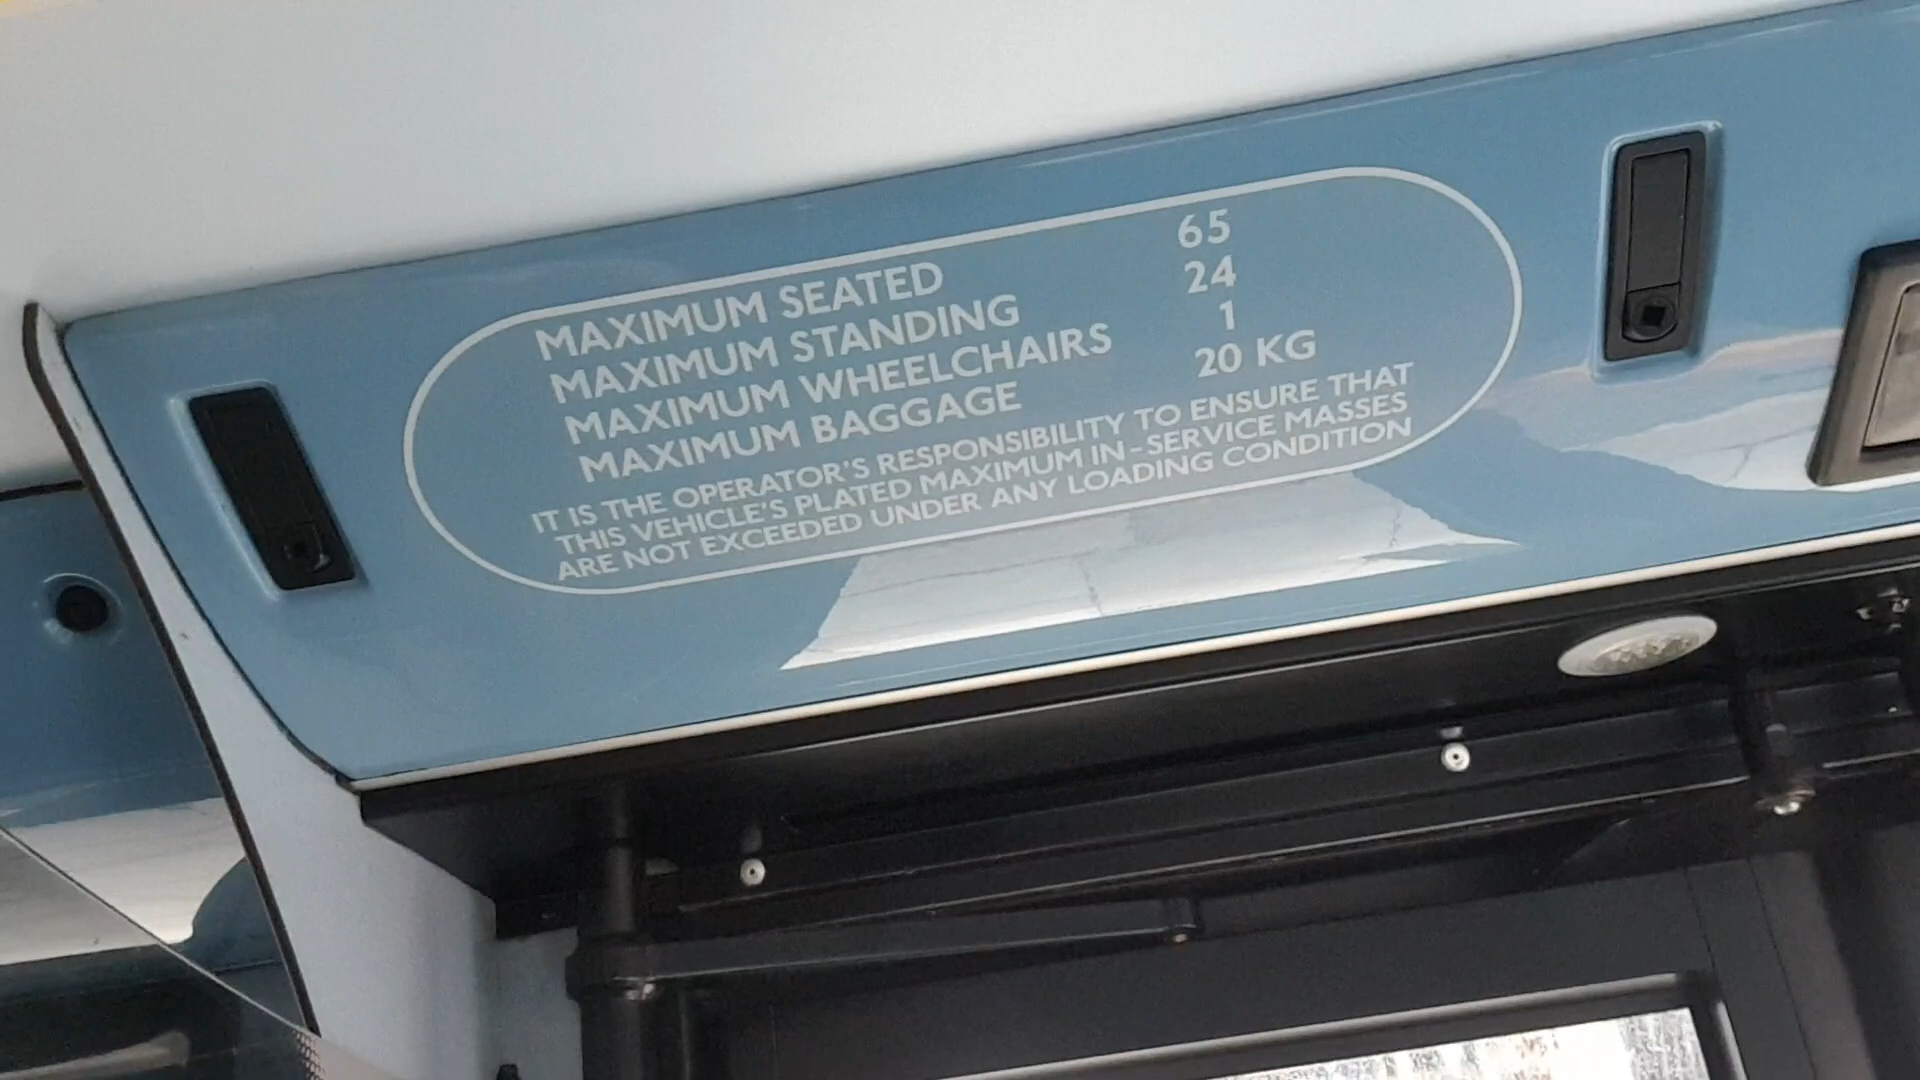 MAXIMUM SEATED 65
MAXIMUM STANDING 24
MAXIMUM WHEELCHAIRS 1
MAXIMUM BAGGAGE 20 KG
IT IS THE OPERATOR'S RESPONSIBILITY TO ENSURE THAT
THIS VEHICLE'S PLATED MAXIMUM IN-SERVICE MASSES
ARE NOT EXCEEDED UNDER ANY LOADING CONDITION